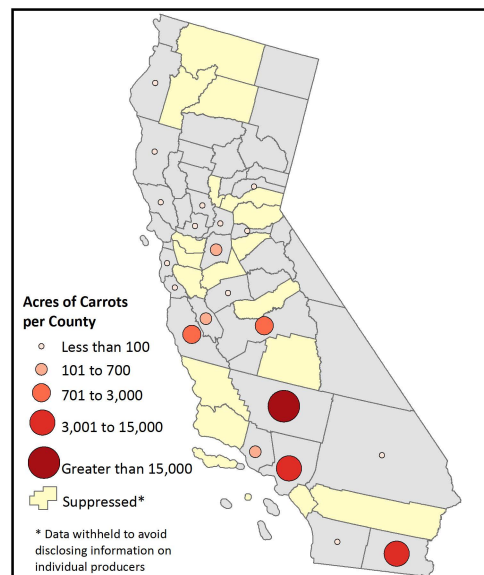 Acres of Carrots
per County
Less than 100
101 to 700
701 to 3,000
3,001 to 15,000
Greater than 15,000
Suppressed*
* Data withheld to avoid
disclosing information on
individual producers